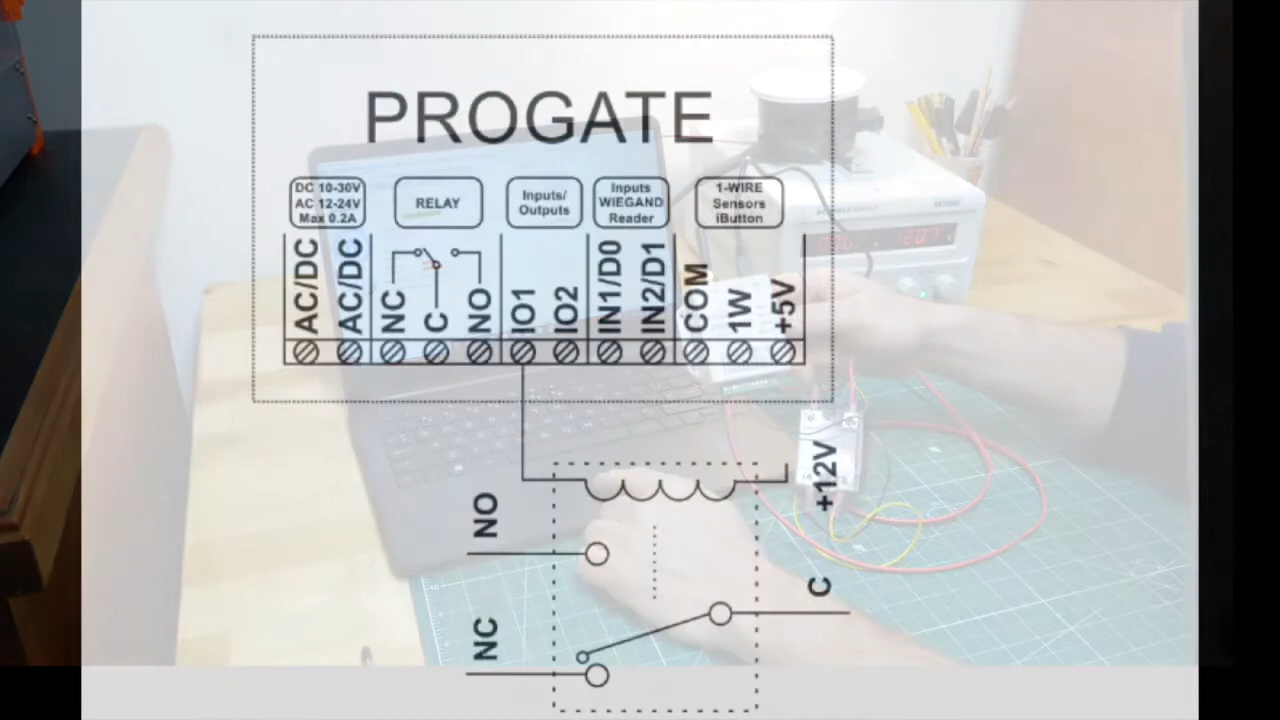 PROGATE
DC 10-30V
AC 12-24V
Max 0.2A
RELAY
Inputs/
Outputs
Inputs
WIEGAND
Reader
1-WIRE
Sensors
iButton
AC/DC
AC/DC
NC
C
NO
IO1
IO2
IN1/D0
IN2/D1
COM
1W
+5V
+12V
NO
C
NC